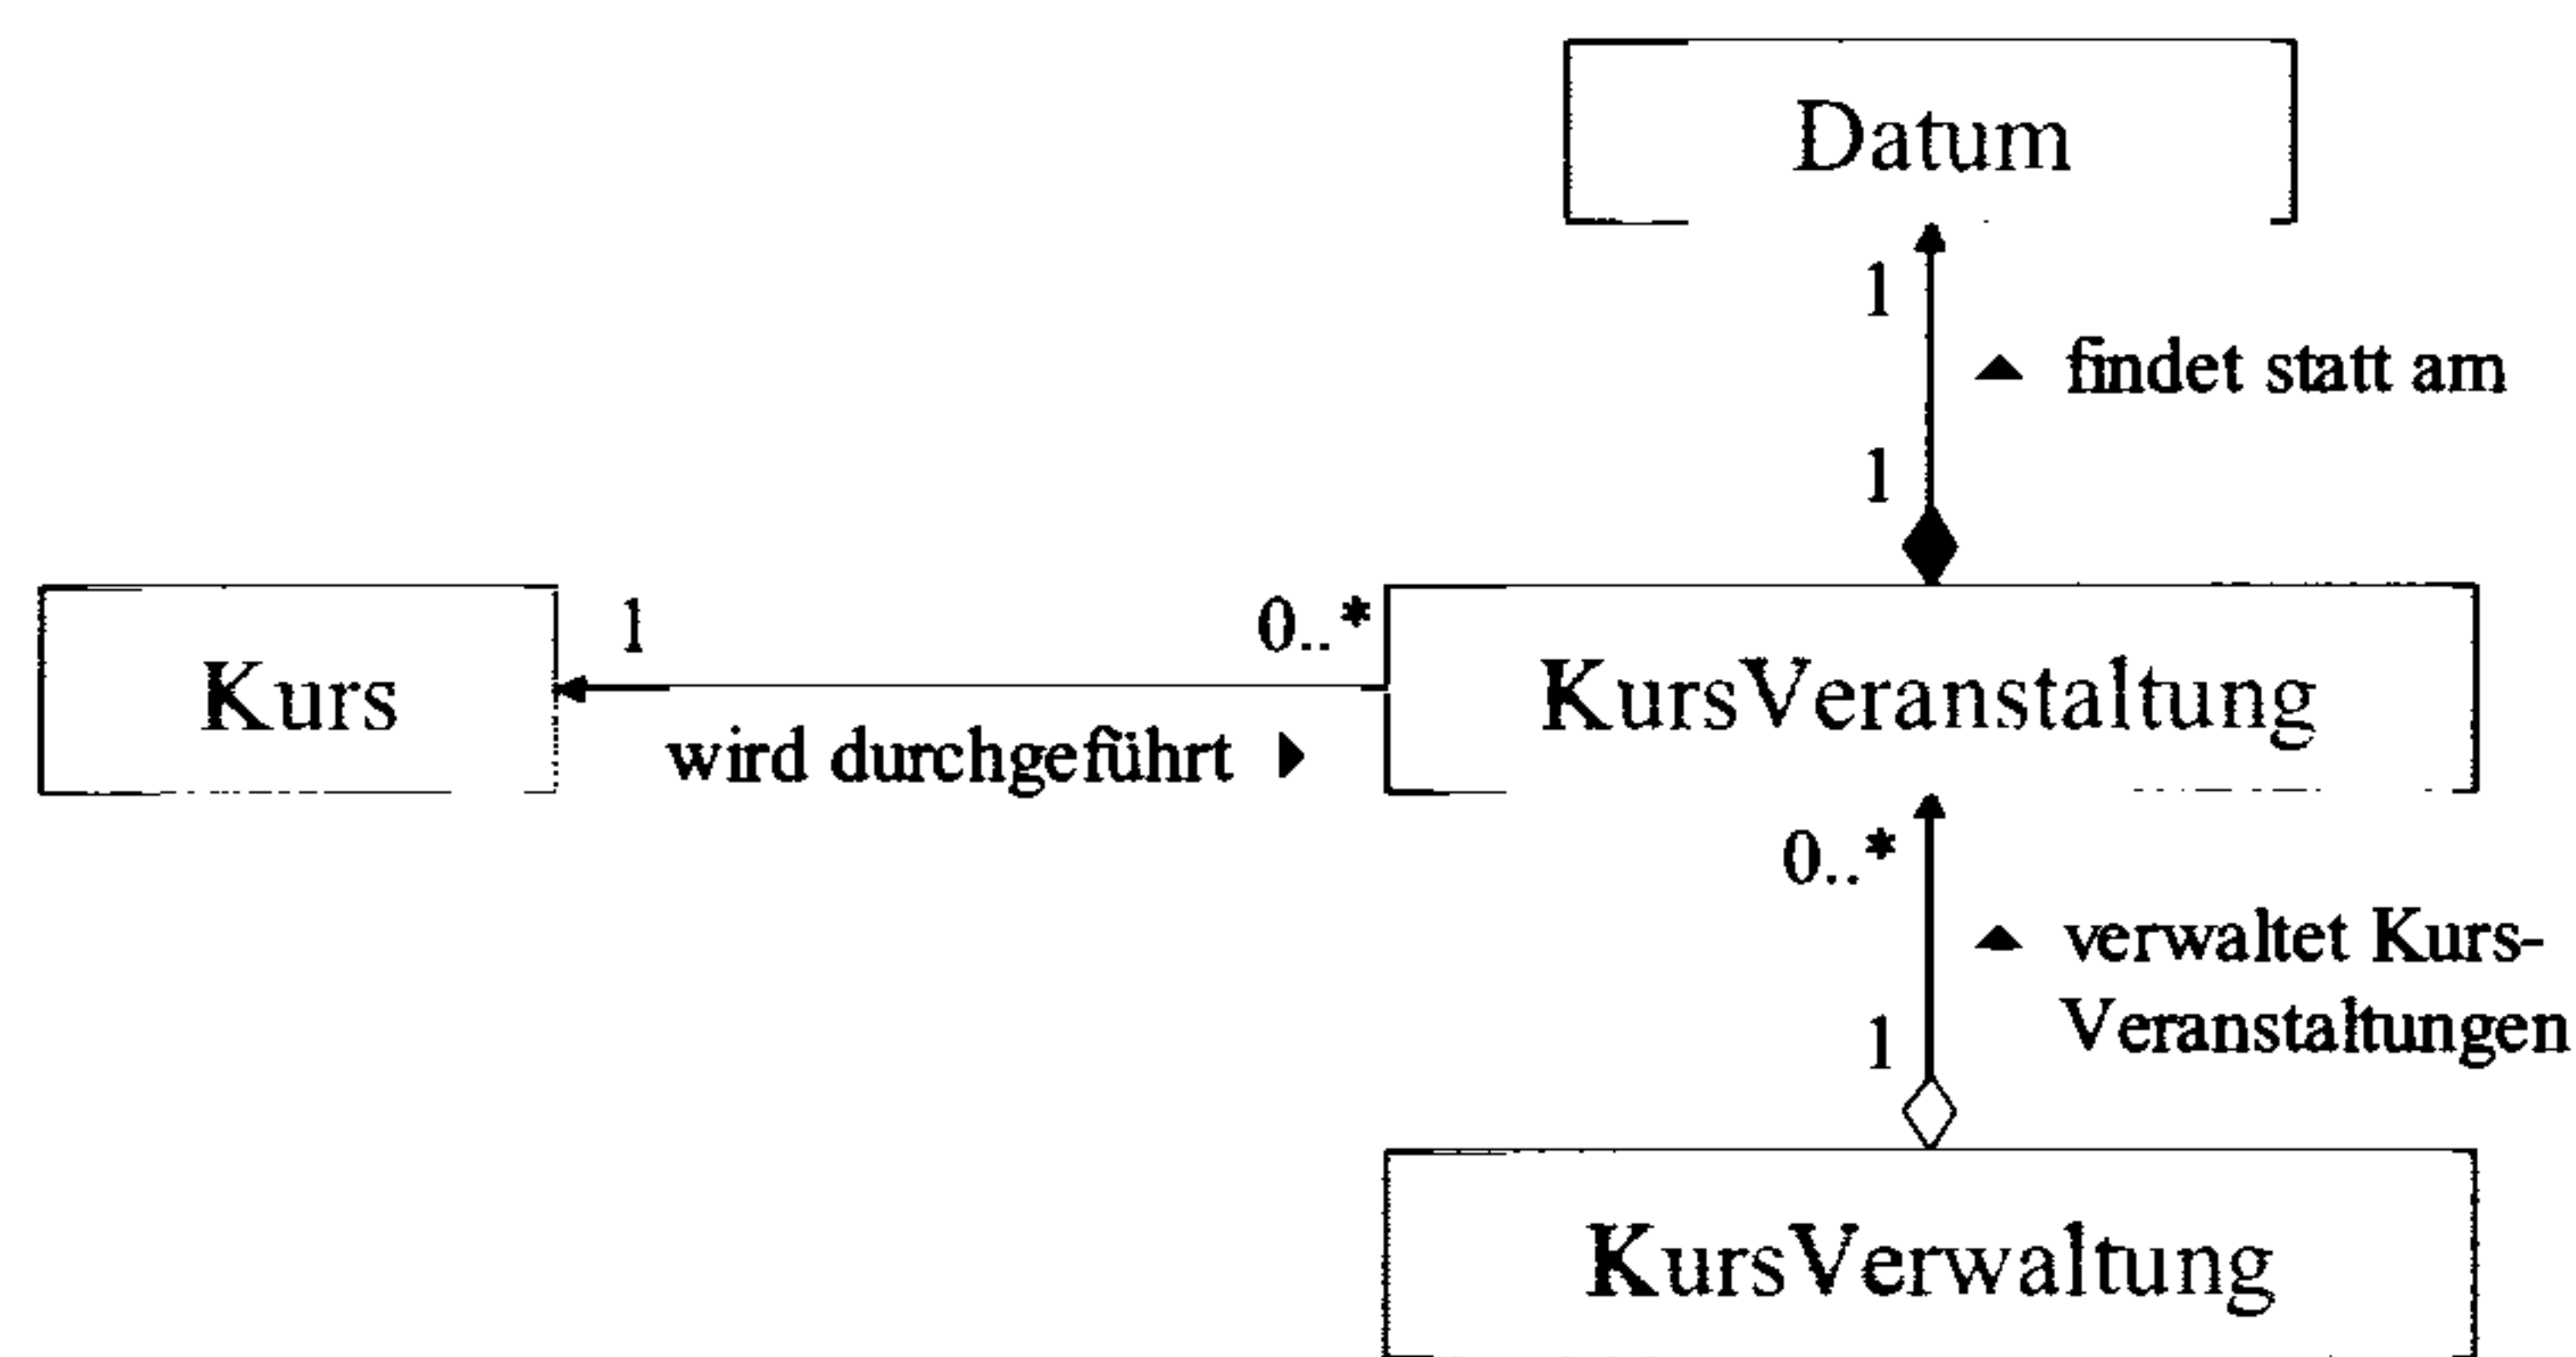 Datum
1
▲ findet statt am
1
Kurs
1
0..*
KursVeranstaltung
wird durchgeführt ▶
0..*
▲ verwaltet Kurs-
Veranstaltungen
1
KursVerwaltung